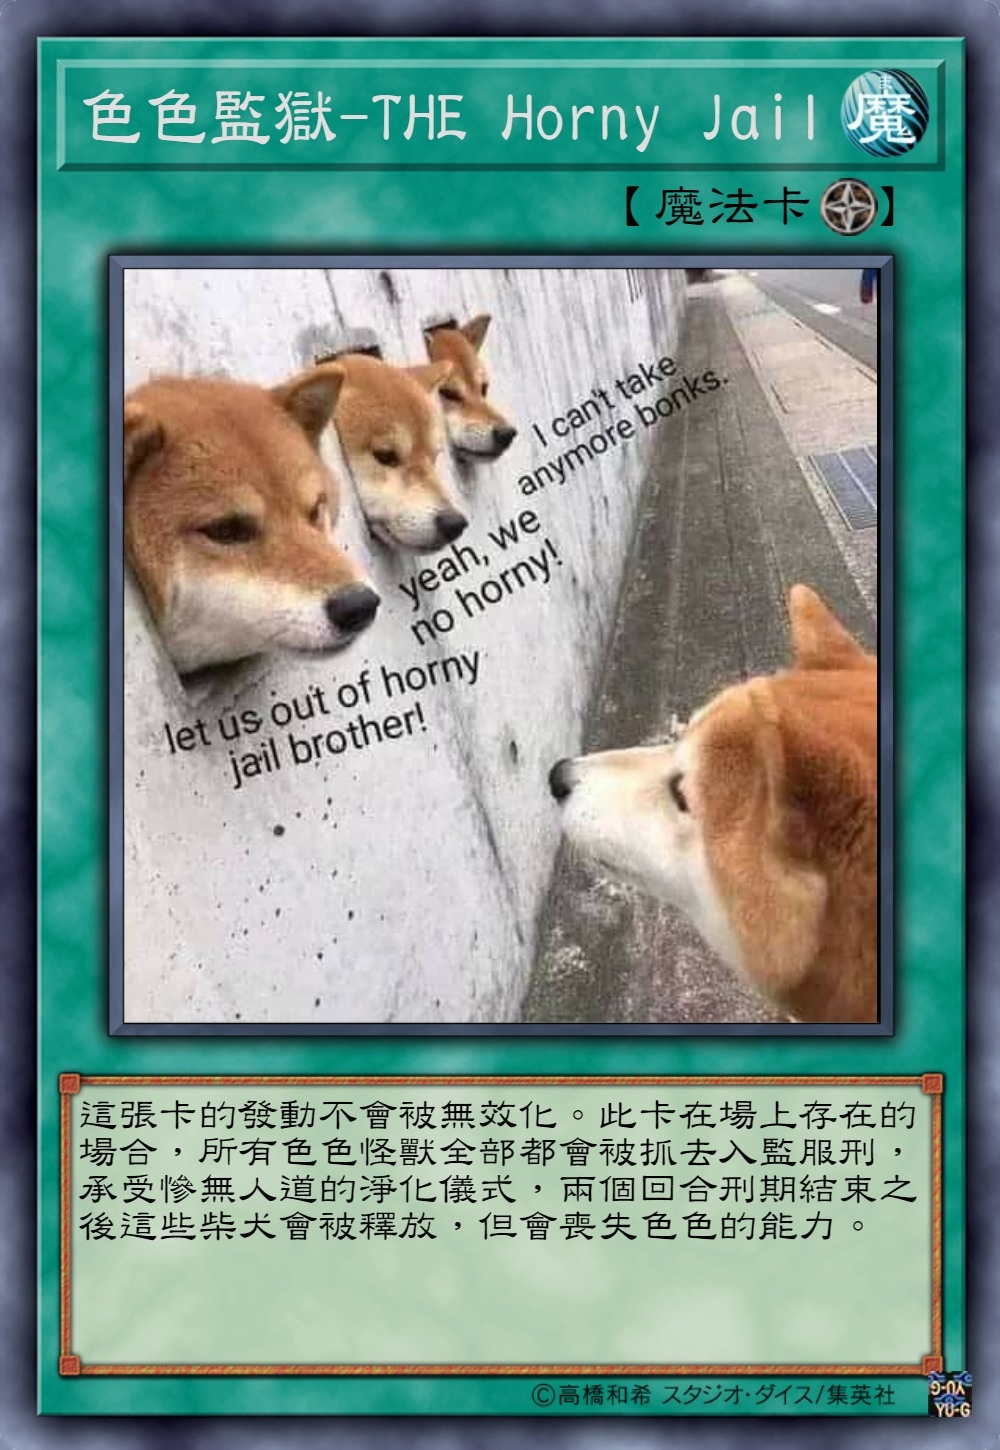 色色監獄-THE Horny Jail
魔
ま
【魔法卡】
I can't take
anymore bonks.
yeah, we
no horny!
let us out of horny
jail brother!
這張卡的發動不會被無效化。此卡在場上存在的
場合，所有色色怪獸全部都會被抓去入監服刑，
承受慘無人道的淨化儀式，兩個回合刑期結束之
後這些柴犬會被釋放，但會喪失色色的能力。
©高橋和希 スタジオ・ダイス/集英社
YU-G